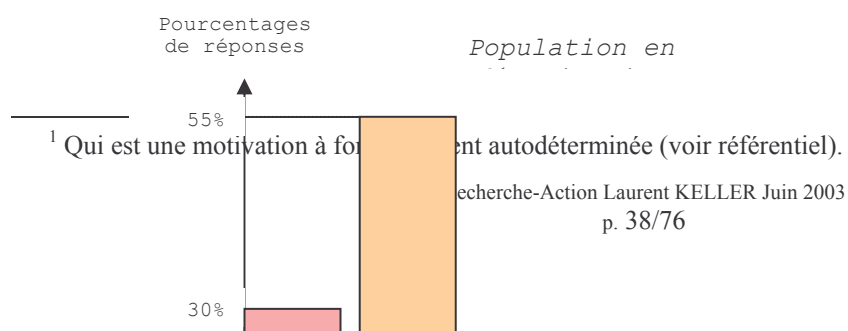 Pourcentages
de réponses
Population en
55%
1 Qui est une motivation à for ent autodéterminée (voir référentiel).
echerche-Action Laurent KELLER Juin 2003
p. 38/76
30%